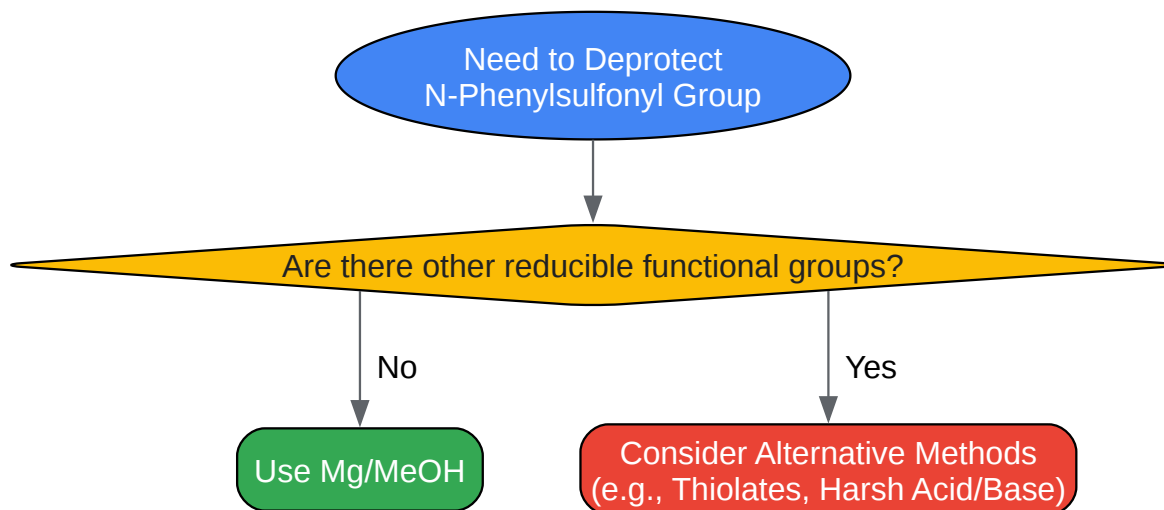 Need to Deprotect
N-Phenylsulfonyl Group
Are there other reducible functional groups?
No
Yes
Use Mg/MeOH
Consider Alternative Methods
(e.g., Thiolates, Harsh Acid/Base)